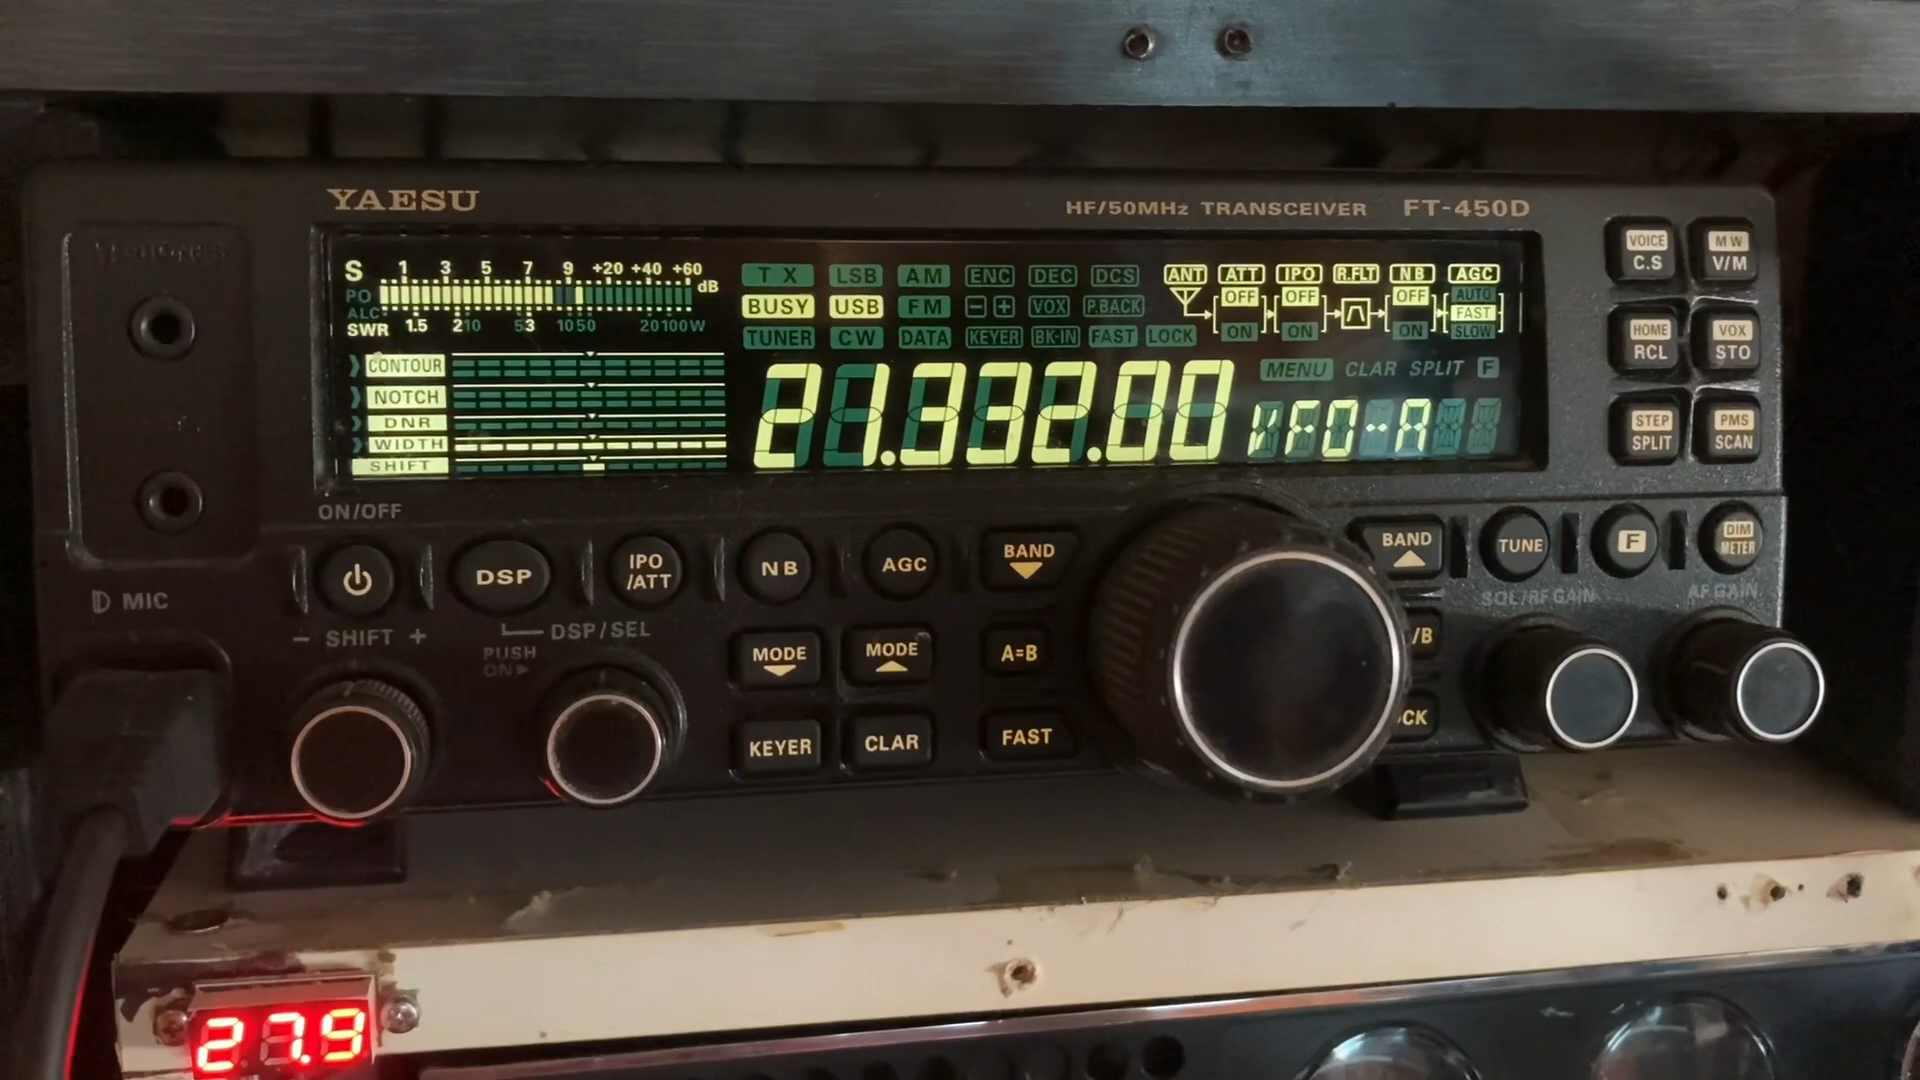 YAESU
HF/50MHz TRANSCEIVER FT-450D
S 1 3 5 7 9 +20 +40 +60 dB
PO
ALC
SWR 1.5 2 10 5 3 10 50 20 100W
CONTOUR
NOTCH
DNR
WIDTH
SHIFT
TX LSB AM ENC DEC DCS
BUSY USB FM - + VOX P.BACK
TUNER CW DATA KEYER BK-IN FAST LOCK
ANT ATT IPO R.FLT NB AGC
OFF OFF OFF AUTO
FAST
ON ON ON SLOW
MENU CLAR SPLIT F
21.332.00 VFO-A
VOICE C.S
MW V/M
HOME RCL
VOX STO
STEP SPLIT
PMS SCAN
ON/OFF
DSP
IPO /ATT
NB
AGC
BAND
BAND
TUNE
F
DIM METER
MIC
- SHIFT +
DSP/SEL
PUSH ON
MODE
MODE
A=B
/B
SQL/RF GAIN
AF GAIN
KEYER
CLAR
FAST
CK
27.9